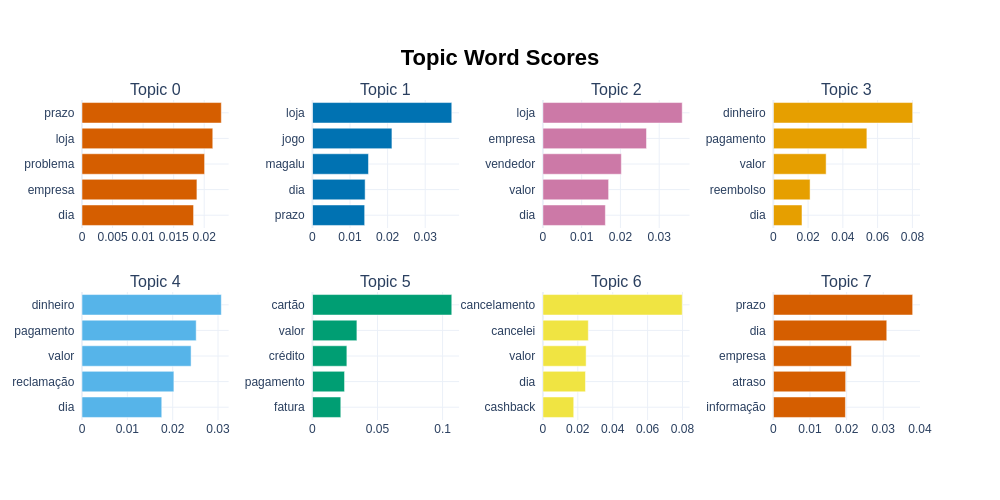 Topic Word Scores
Topic 0
prazo
loja
problema
empresa
dia
0 0.005 0.01 0.015 0.02
Topic 1
loja
jogo
magalu
dia
prazo
0 0.01 0.02 0.03
Topic 2
loja
empresa
vendedor
valor
dia
0 0.01 0.02 0.03
Topic 3
dinheiro
pagamento
valor
reembolso
dia
0 0.02 0.04 0.06 0.08
Topic 4
dinheiro
pagamento
valor
reclamação
dia
0 0.01 0.02 0.03
Topic 5
cartão
valor
crédito
pagamento
fatura
0 0.05 0.1
Topic 6
cancelamento
cancelei
valor
dia
cashback
0 0.02 0.04 0.06 0.08
Topic 7
prazo
dia
empresa
atraso
informação
0 0.01 0.02 0.03 0.04